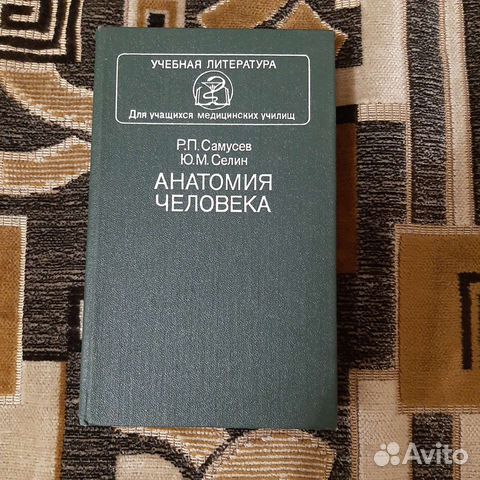 УЧЕБНАЯ ЛИТЕРАТУРА
Для учащихся медицинских училищ
Р.П.Самусев
Ю.М.Селин
АНАТОМИЯ
ЧЕЛОВЕКА
Avito